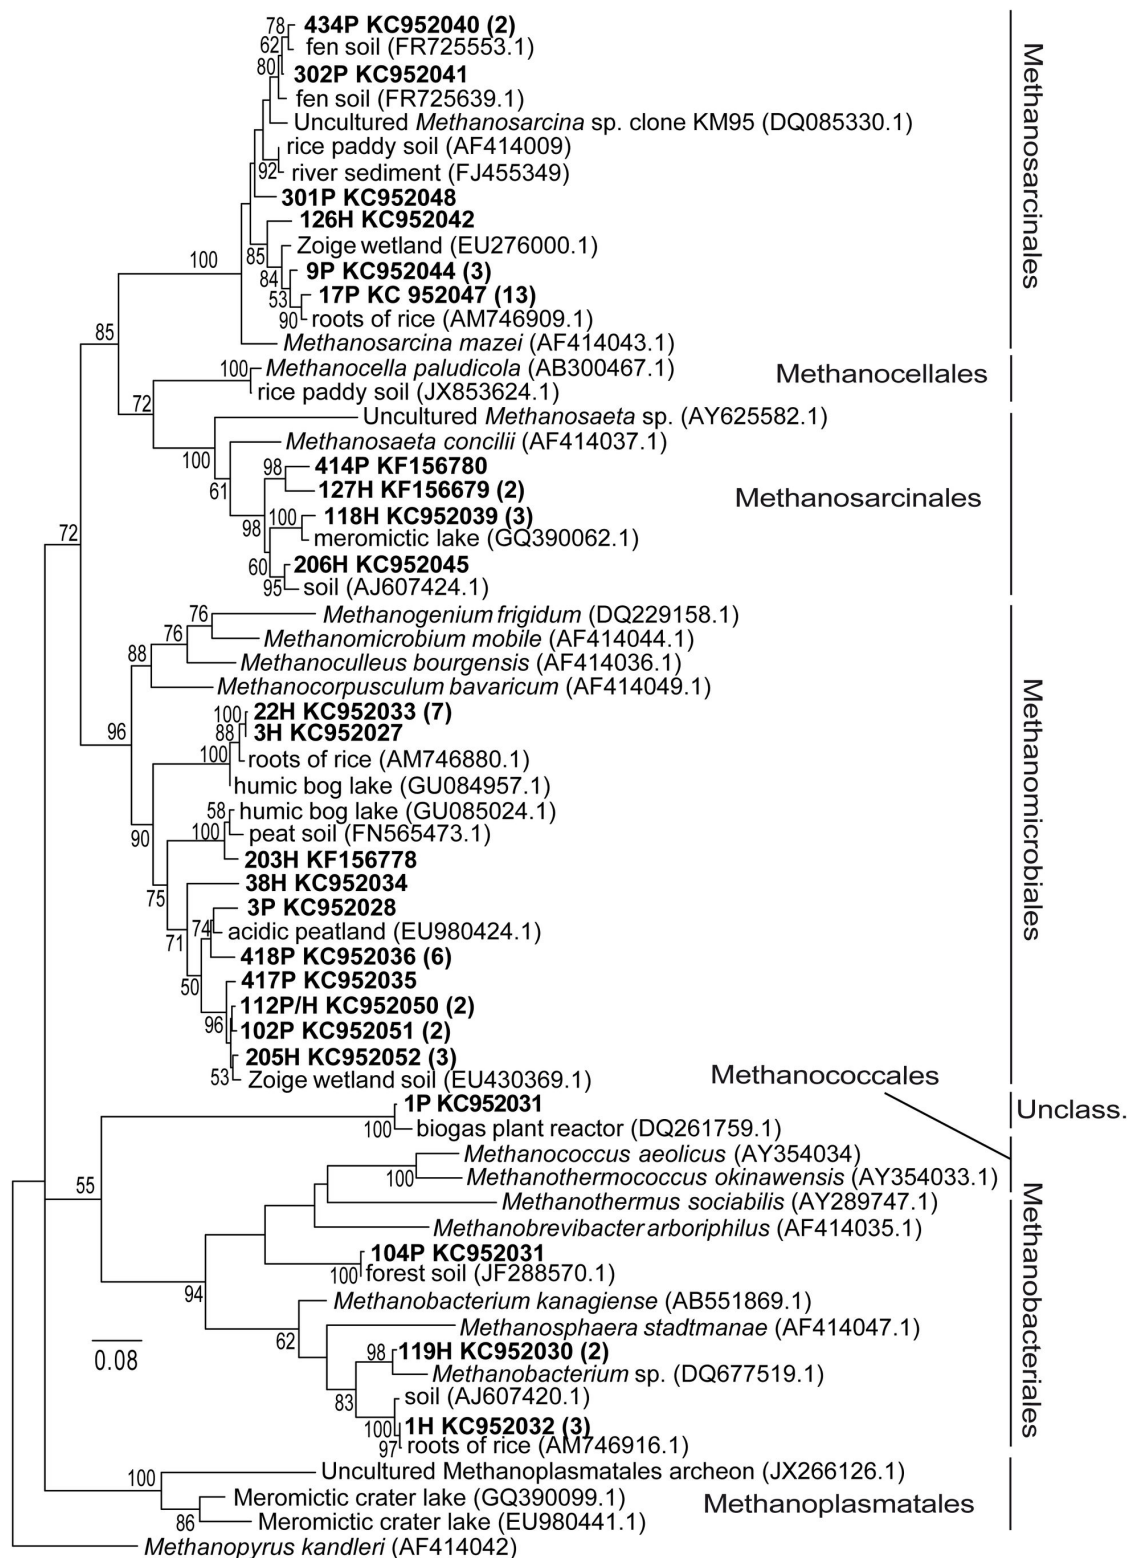 78 434P KC952040 (2)
62 fen soil (FR725553.1)
80 302P KC952041
fen soil (FR725639.1)
Uncultured Methanosarcina sp. clone KM95 (DQ085330.1)
rice paddy soil (AF414009)
92 river sediment (FJ455349)
301P KC952048
126H KC952042
85 Zoige wetland (EU276000.1)
100
84 9P KC952044 (3)
53 17P KC 952047 (13)
90 roots of rice (AM746909.1)
Methanosarcina mazei (AF414043.1)
Methanosarcinales
85
100 Methanocella paludicola (AB300467.1)
rice paddy soil (JX853624.1)
Methanocellales
72
Uncultured Methanosaeta sp. (AY625582.1)
100 Methanosaeta concilii (AF414037.1)
98 414P KF156780
61 127H KF156679 (2)
Methanosarcinales
98 100 118H KC952039 (3)
meromictic lake (GQ390062.1)
72
60 206H KC952045
95 soil (AJ607424.1)
76 Methanogenium frigidum (DQ229158.1)
76 Methanomicrobium mobile (AF414044.1)
88 Methanoculleus bourgensis (AF414036.1)
Methanocorpusculum bavaricum (AF414049.1)
96
100 22H KC952033 (7)
88 3H KC952027
100 roots of rice (AM746880.1)
humic bog lake (GU084957.1)
58 humic bog lake (GU085024.1)
90 100 peat soil (FN565473.1)
203H KF156778
Methanomicrobiales
75 38H KC952034
3P KC952028
71 74 acidic peatland (EU980424.1)
418P KC952036 (6)
50 417P KC952035
112P/H KC952050 (2)
96 102P KC952051 (2)
205H KC952052 (3)
53 Zoige wetland soil (EU430369.1)
Methanococcales
1P KC952031
100 biogas plant reactor (DQ261759.1)
Unclass.
Methanococcus aeolicus (AY354034)
100 Methanothermococcus okinawensis (AY354033.1)
55
Methanothermus sociabilis (AY289747.1)
Methanobrevibacter arboriphilus (AF414035.1)
104P KC952031
100 forest soil (JF288570.1)
94 Methanobacterium kanagiense (AB551869.1)
62 Methanosphaera stadtmanae (AF414047.1)
98 119H KC952030 (2)
Methanobacterium sp. (DQ677519.1)
83 soil (AJ607420.1)
100 1H KC952032 (3)
97 roots of rice (AM746916.1)
Methanobacteriales
0.08
100 Uncultured Methanoplasmatales archeon (JX266126.1)
Meromictic crater lake (GQ390099.1)
86 Meromictic crater lake (EU980441.1)
Methanoplasmatales
Methanopyrus kandleri (AF414042)